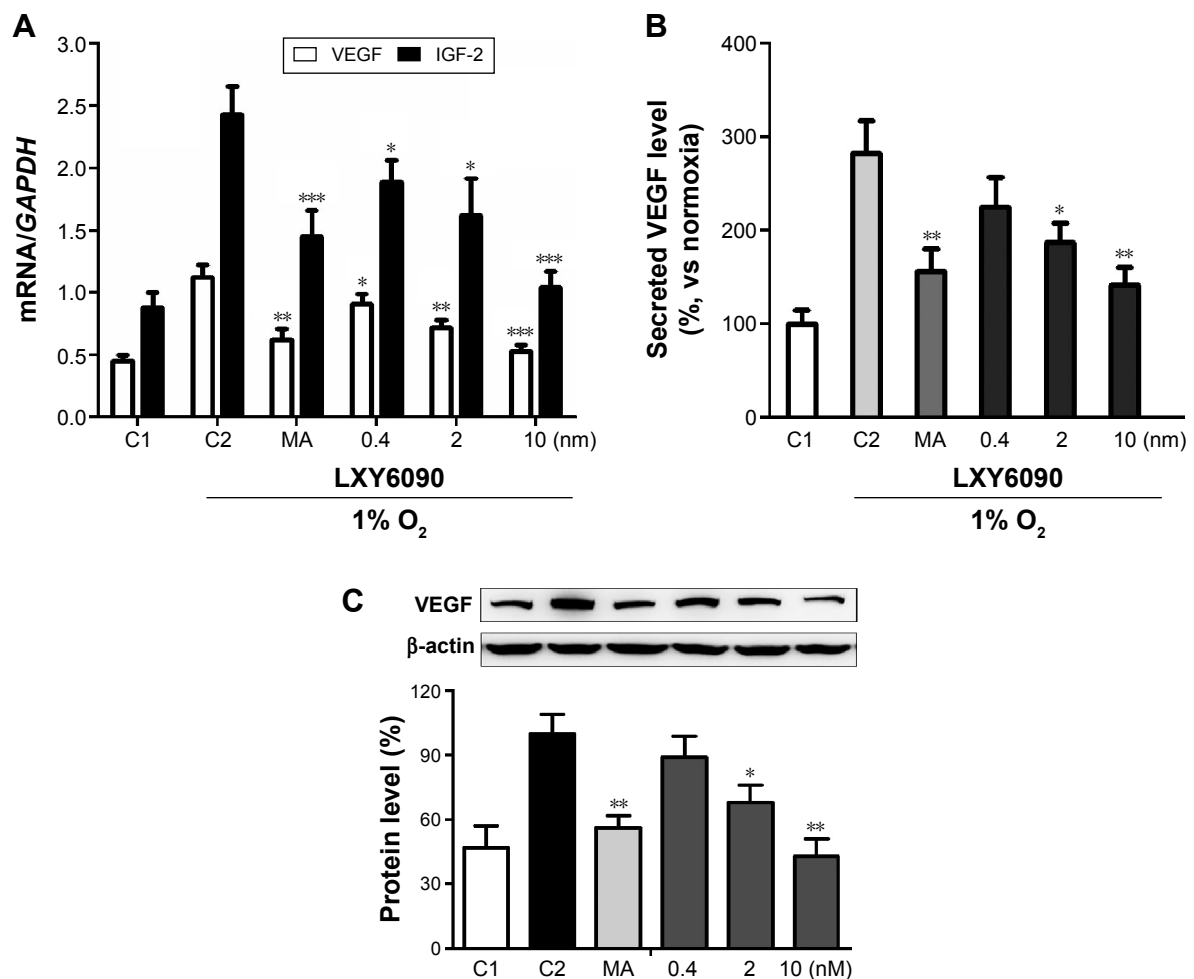 A
3.0
2.5
2.0
1.5
1.0
0.5
0.0
mRNA/GAPDH
VEGF IGF-2
** *** * * ** * *** ***
C1 C2 MA 0.4 2 10 (nm)
LXY6090
1% O₂
B
400
300
200
100
0
Secreted VEGF level
(%, vs normoxia)
** * **
C1 C2 MA 0.4 2 10 (nm)
LXY6090
1% O₂
C
VEGF
β-actin
120
90
60
30
0
Protein level (%)
** * **
C1 C2 MA 0.4 2 10 (nM)